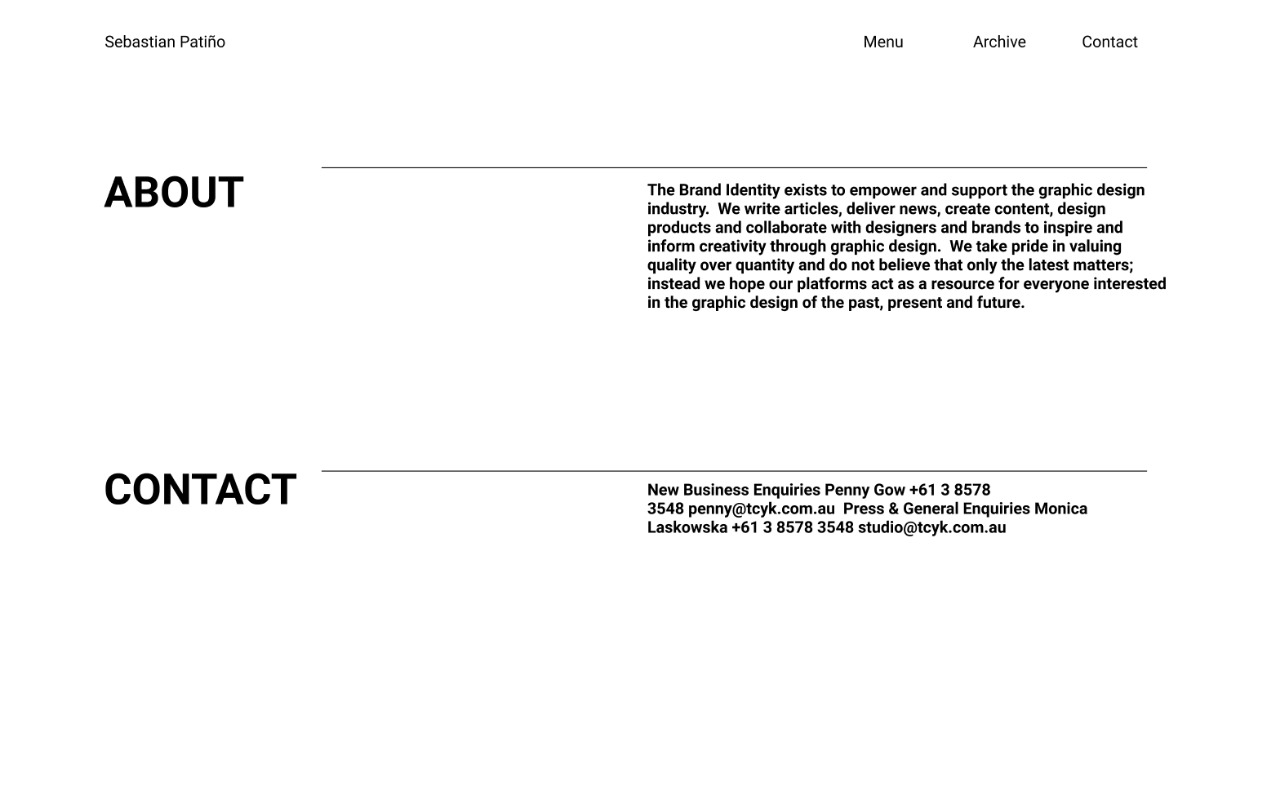 Sebastian Patiño
Menu
Archive
Contact
ABOUT
The Brand Identity exists to empower and support the graphic design
industry.  We write articles, deliver news, create content, design
products and collaborate with designers and brands to inspire and
inform creativity through graphic design.  We take pride in valuing
quality over quantity and do not believe that only the latest matters;
instead we hope our platforms act as a resource for everyone interested
in the graphic design of the past, present and future.
CONTACT
New Business Enquiries Penny Gow +61 3 8578
3548 penny@tcyk.com.au  Press & General Enquiries Monica
Laskowska +61 3 8578 3548 studio@tcyk.com.au